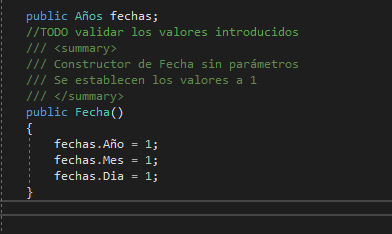 public Años fechas;
//TODO validar los valores introducidos
/// <summary>
/// Constructor de Fecha sin parámetros
/// Se establecen los valores a 1
/// </summary>
public Fecha()
{
fechas.Año = 1;
fechas.Mes = 1;
fechas.Dia = 1;
}